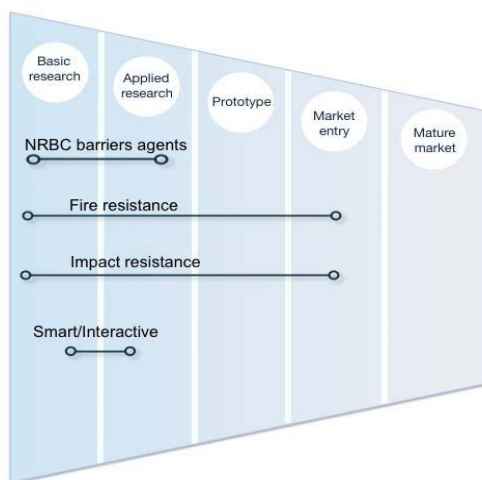 Basic
research
Applied
research
Prototype
Market
entry
Mature
market
NRBC barriers agents
Fire resistance
Impact resistance
Smart/Interactive